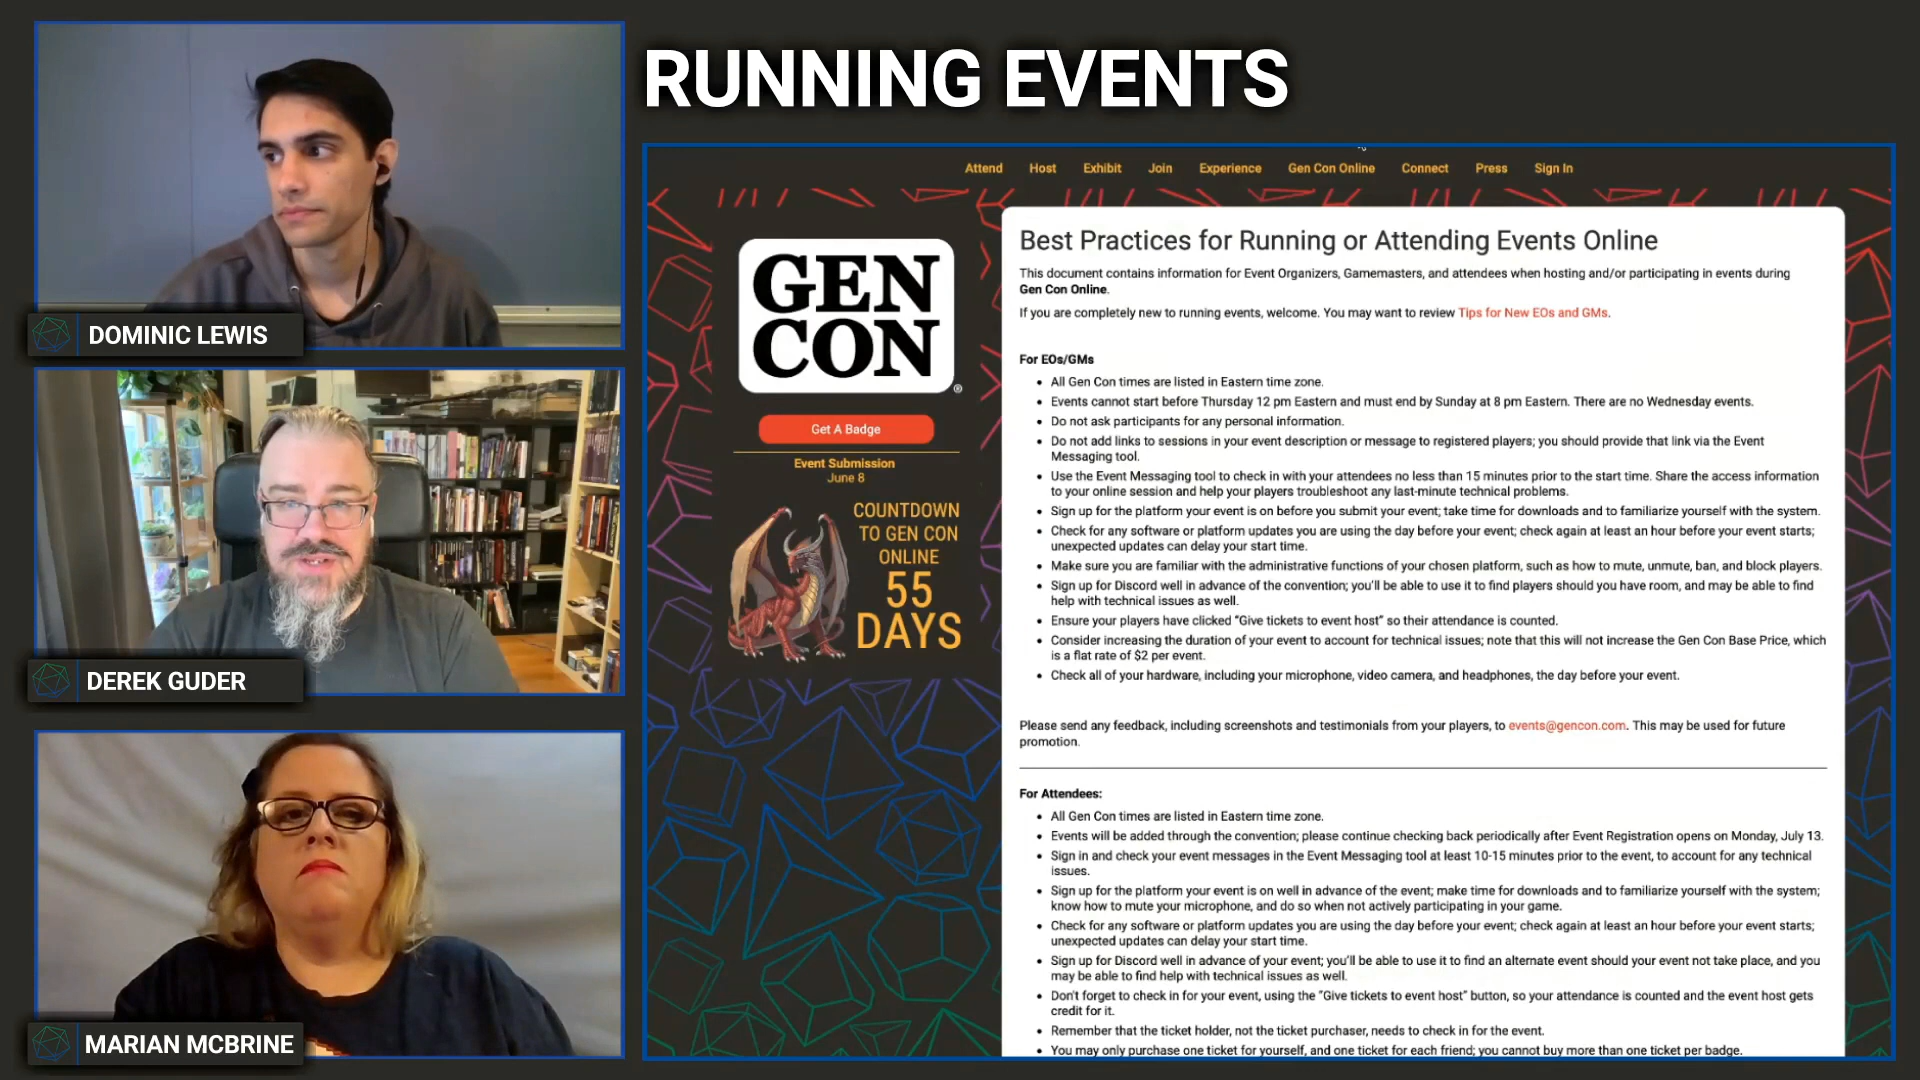 RUNNING EVENTS
DOMINIC LEWIS
DEREK GUDER
MARIAN MCBRINE
Attend Host Exhibit Join Experience Gen Con Online Connect Press Sign In
GEN
CON
®
Get A Badge
Event Submission
June 8
COUNTDOWN
TO GEN CON
ONLINE
55
DAYS
Best Practices for Running or Attending Events Online
This document contains information for Event Organizers, Gamemasters, and attendees when hosting and/or participating in events during
Gen Con Online.
If you are completely new to running events, welcome. You may want to review Tips for New EOs and GMs.
For EOs/GMs
• All Gen Con times are listed in Eastern time zone.
• Events cannot start before Thursday 12 pm Eastern and must end by Sunday at 8 pm Eastern. There are no Wednesday events.
• Do not ask participants for any personal information.
• Do not add links to sessions in your event description or message to registered players; you should provide that link via the Event
Messaging tool.
• Use the Event Messaging tool to check in with your attendees no less than 15 minutes prior to the start time. Share the access information
to your online session and help your players troubleshoot any last-minute technical problems.
• Sign up for the platform your event is on before you submit your event; take time for downloads and to familiarize yourself with the system.
• Check for any software or platform updates you are using the day before your event; check again at least an hour before your event starts;
unexpected updates can delay your start time.
• Make sure you are familiar with the administrative functions of your chosen platform, such as how to mute, unmute, ban, and block players.
• Sign up for Discord well in advance of the convention; you'll be able to use it to find players should you have room, and may be able to find
help with technical issues as well.
• Ensure your players have clicked “Give tickets to event host” so their attendance is counted.
• Consider increasing the duration of your event to account for technical issues; note that this will not increase the Gen Con Base Price, which
is a flat rate of $2 per event.
• Check all of your hardware, including your microphone, video camera, and headphones, the day before your event.
Please send any feedback, including screenshots and testimonials from your players, to events@gencon.com. This may be used for future
promotion.
For Attendees:
• All Gen Con times are listed in Eastern time zone.
• Events will be added through the convention; please continue checking back periodically after Event Registration opens on Monday, July 13.
• Sign in and check your event messages in the Event Messaging tool at least 10-15 minutes prior to the event, to account for any technical
issues.
• Sign up for the platform your event is on well in advance of the event; make time for downloads and to familiarize yourself with the system;
know how to mute your microphone, and do so when not actively participating in your game.
• Check for any software or platform updates you are using the day before your event; check again at least an hour before your event starts;
unexpected updates can delay your start time.
• Sign up for Discord well in advance of your event; you'll be able to use it to find an alternate event should your event not take place, and you
may be able to find help with technical issues as well.
• Don't forget to check in for your event, using the “Give tickets to event host” button, so your attendance is counted and the event host gets
credit for it.
• Remember that the ticket holder, not the ticket purchaser, needs to check in for the event.
• You may only purchase one ticket for yourself, and one ticket for each friend; you cannot buy more than one ticket per badge.